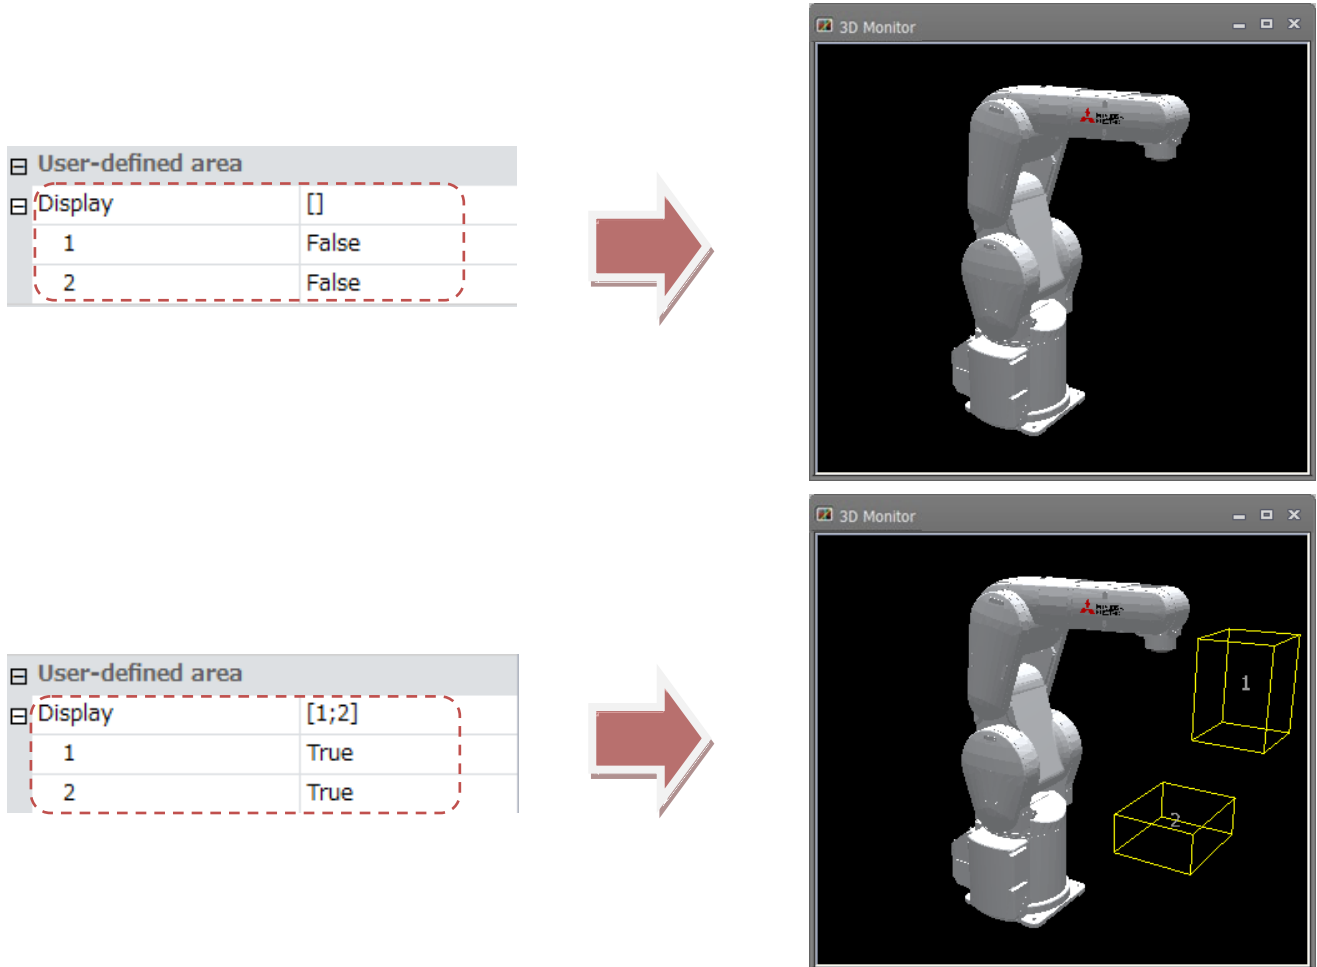 3D Monitor
User-defined area
Display []
1 False
2 False
3D Monitor
User-defined area
Display [1;2]
1 True
2 True
1
2